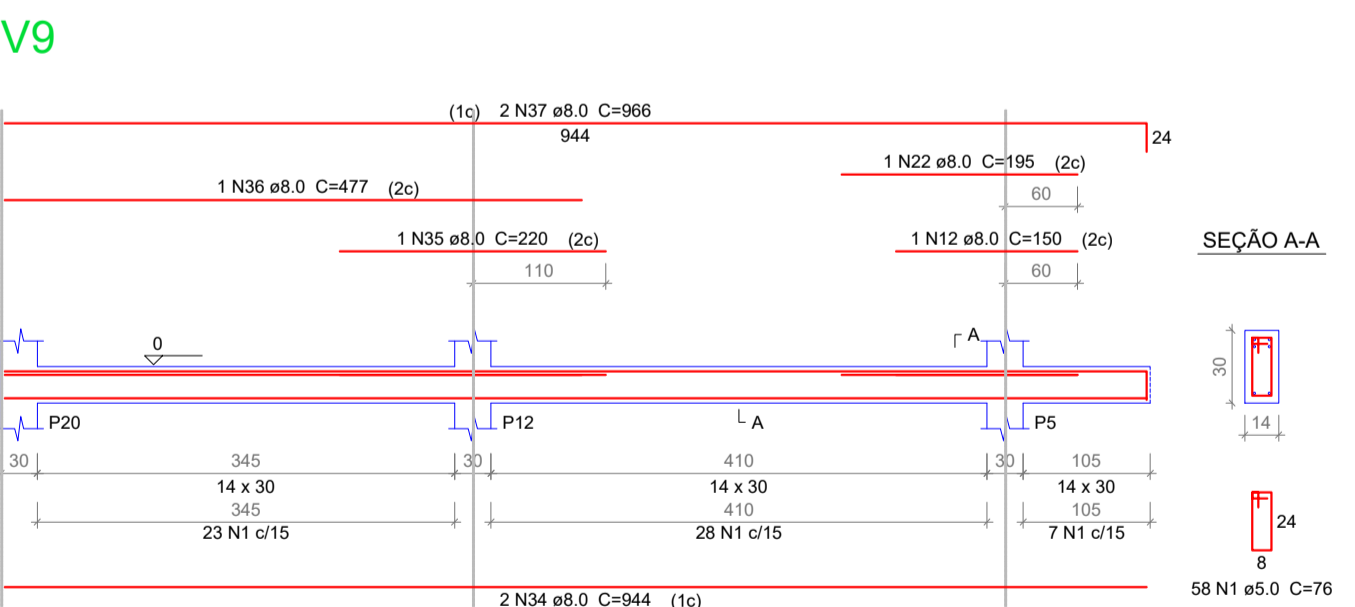 V9
(1c) 2 N37 ø8.0 C=966
944
24
1 N22 ø8.0 C=195 (2c)
60
1 N36 ø8.0 C=477 (2c)
1 N35 ø8.0 C=220 (2c)
110
1 N12 ø8.0 C=150 (2c)
60
SEÇÃO A-A
0
A
30
P20
P12
A
P5
14
30
345
30
410
30
105
14 x 30
14 x 30
14 x 30
345
410
105
23 N1 c/15
28 N1 c/15
7 N1 c/15
24
8
58 N1 ø5.0 C=76
2 N34 ø8.0 C=944 (1c)